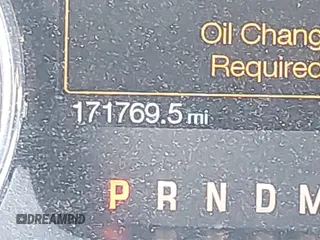 Oil Chang
Required
171769.5 mi
P R N D M
DREAMBID